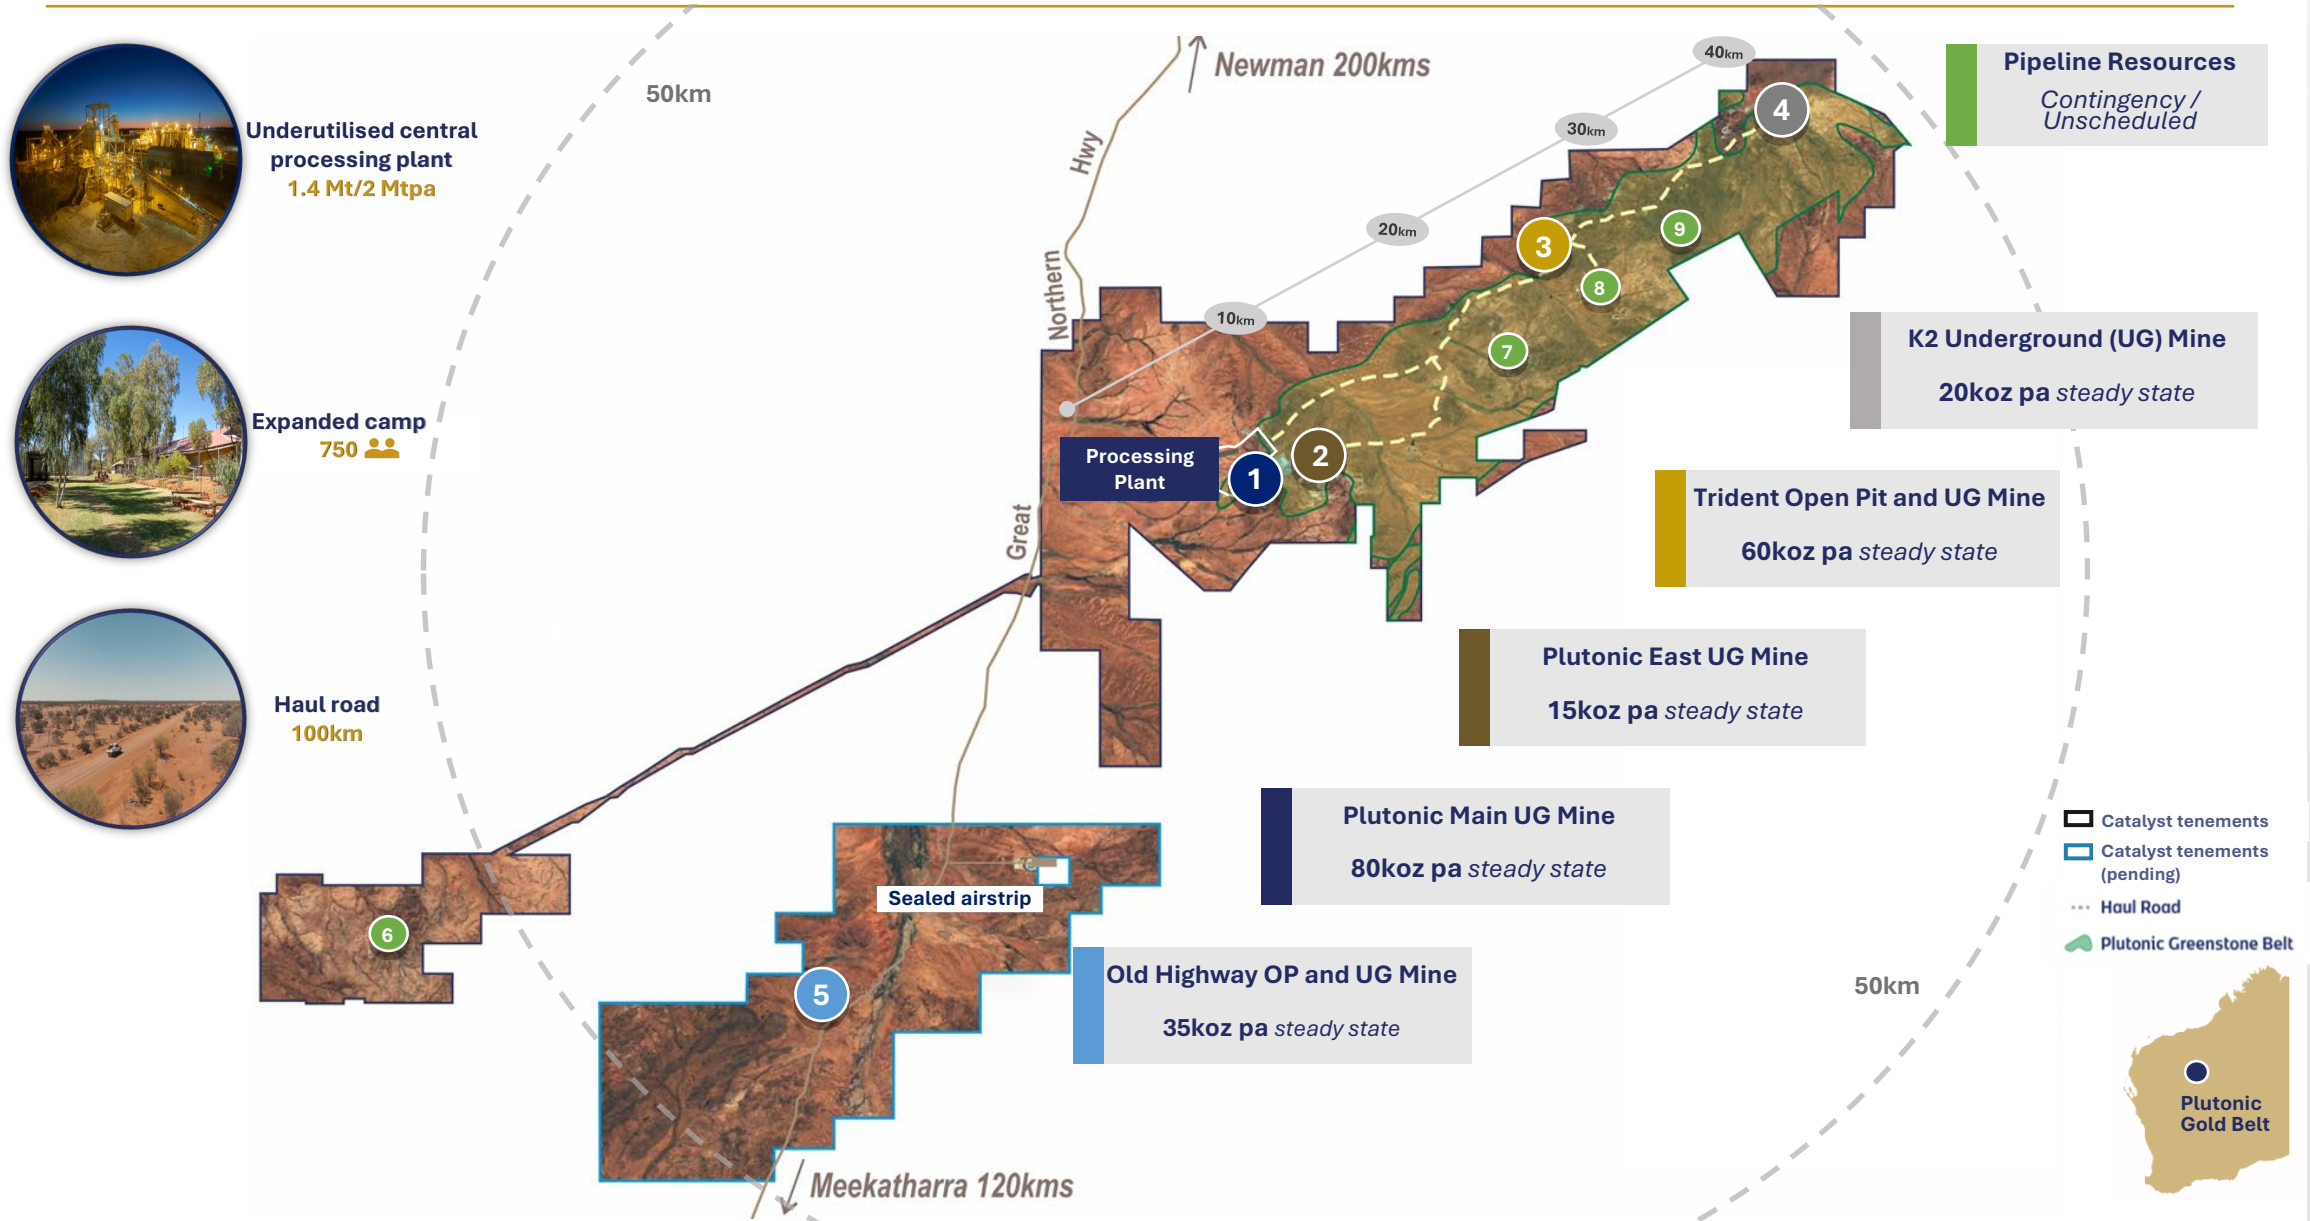 50km
Newman 200kms
40km
Pipeline Resources
Contingency /
Unscheduled
Underutilised central
processing plant
1.4 Mt/2 Mtpa
4
30km
Hwy
20km
9
3
8
Northern
10km
7
K2 Underground (UG) Mine
20koz pa steady state
Expanded camp
750
Processing
Plant
1
2
Great
Trident Open Pit and UG Mine
60koz pa steady state
Haul road
100km
Plutonic East UG Mine
15koz pa steady state
Plutonic Main UG Mine
80koz pa steady state
Sealed airstrip
6
5
Old Highway OP and UG Mine
35koz pa steady state
Catalyst tenements
Catalyst tenements
(pending)
Haul Road
Plutonic Greenstone Belt
50km
Plutonic
Gold Belt
Meekatharra 120kms